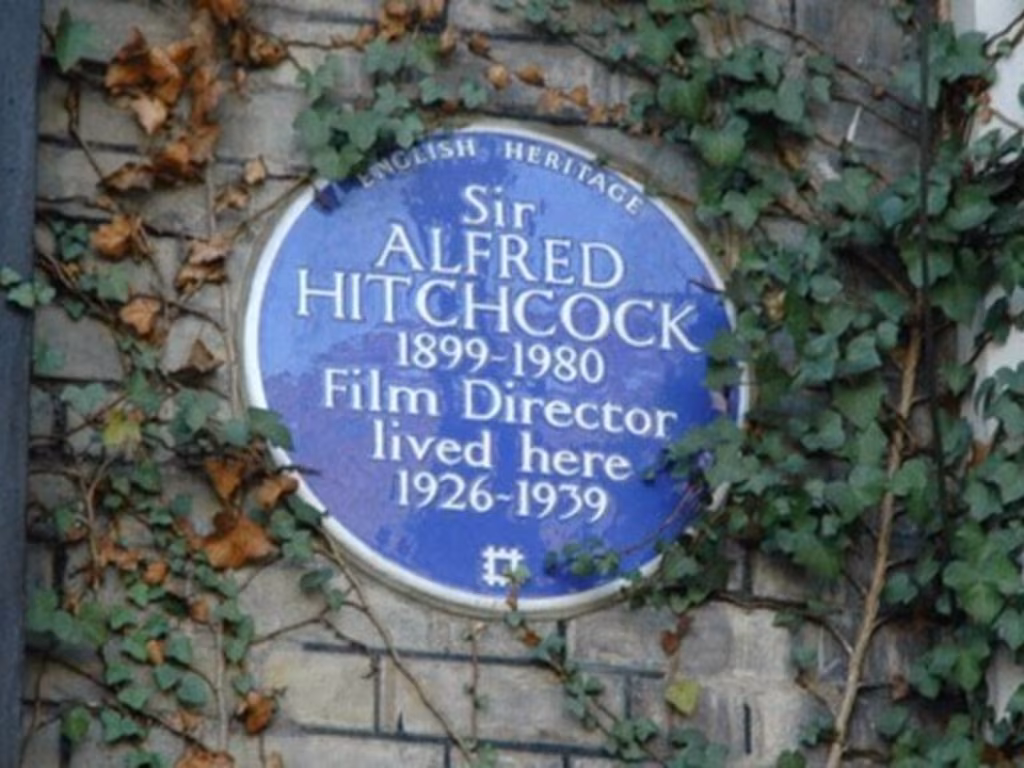 ENGLISH HERITAGE
Sir
ALFRED
HITCHCOCK
1899-1980
Film Director
lived here
1926-1939